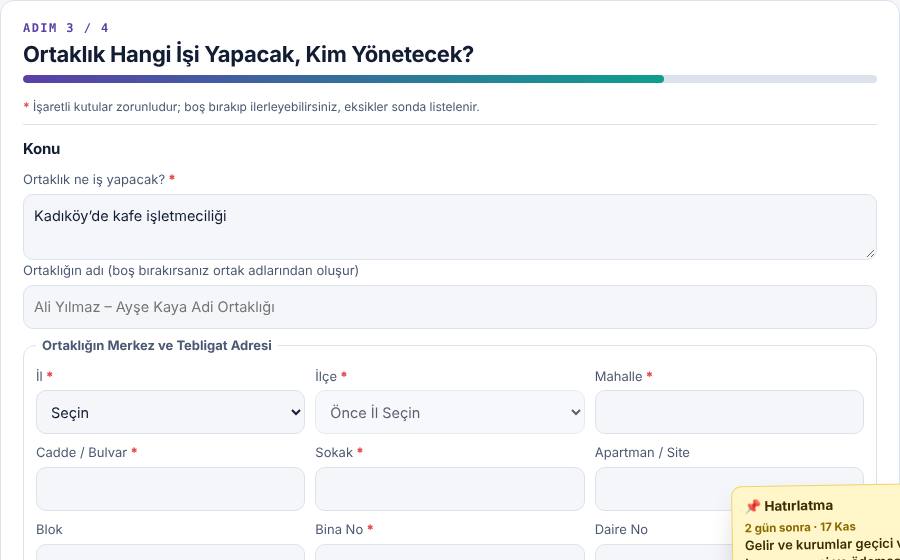 ADIM 3 / 4
Ortaklık Hangi İşi Yapacak, Kim Yönetecek?
* İşaretli kutular zorunludur; boş bırakıp ilerleyebilirsiniz, eksikler sonda listelenir.
Konu
Ortaklık ne iş yapacak? *
Kadıköy’de kafe işletmeciliği
Ortaklığın adı (boş bırakırsanız ortak adlarından oluşur)
Ali Yılmaz – Ayşe Kaya Adi Ortaklığı
Ortaklığın Merkez ve Tebligat Adresi
İl * İlçe * Mahalle *
Seçin Önce İl Seçin
Cadde / Bulvar * Sokak * Apartman / Site
Blok Bina No * Daire No
📌 Hatırlatma
2 gün sonra · 17 Kas
Gelir ve kurumlar geçici